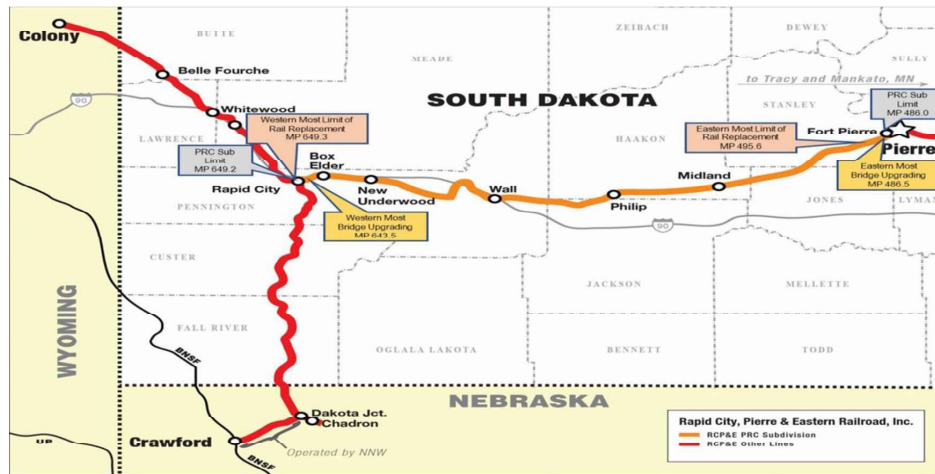 Colony
BUTTE
Belle Fourche
90
Whitewood
MEADE
ZEIBACH
DEWEY
SULLY
to Tracy and Mankato, MN
SOUTH DAKOTA
STANLEY
PRC Sub
Limit
MP 486.0
Fort Pierre
Pierre
LAWRENCE
Western Most Limit of
Rail Replacement
MP 649.3
PRC Sub
Limit
MP 649.2
Rapid City
Box
Elder
HAAKON
Eastern Most Limit of
Rail Replacement
MP 495.6
Eastern Most
Bridge Upgrading
MP 486.5
New
Underwood
Wall
Philip
Midland
PENNINGTON
Western Most
Bridge Upgrading
MP 643.5
90
JONES
LYMAN
CUSTER
JACKSON
MELLETTE
WYOMING
FALL RIVER
BNSF
OGLALA LAKOTA
BENNETT
TODD
NEBRASKA
Dakota Jct.
Chadron
Crawford
Operated by NNW
UP
BNSF
Rapid City, Pierre & Eastern Railroad, Inc.
RCP&E PRC Subdivision
RCP&E Other Lines